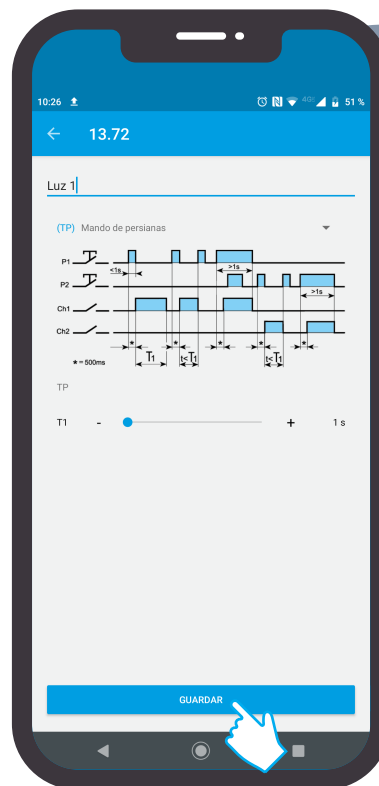 10:26 4G 51 %
13.72
Luz 1
(TP) Mando de persianas
P1
<1s >1s
P2
>1s
Ch1
Ch2
* * * * *
* = 500ms T1 t<T1 t<T1
TP
T1 - + 1 s
GUARDAR